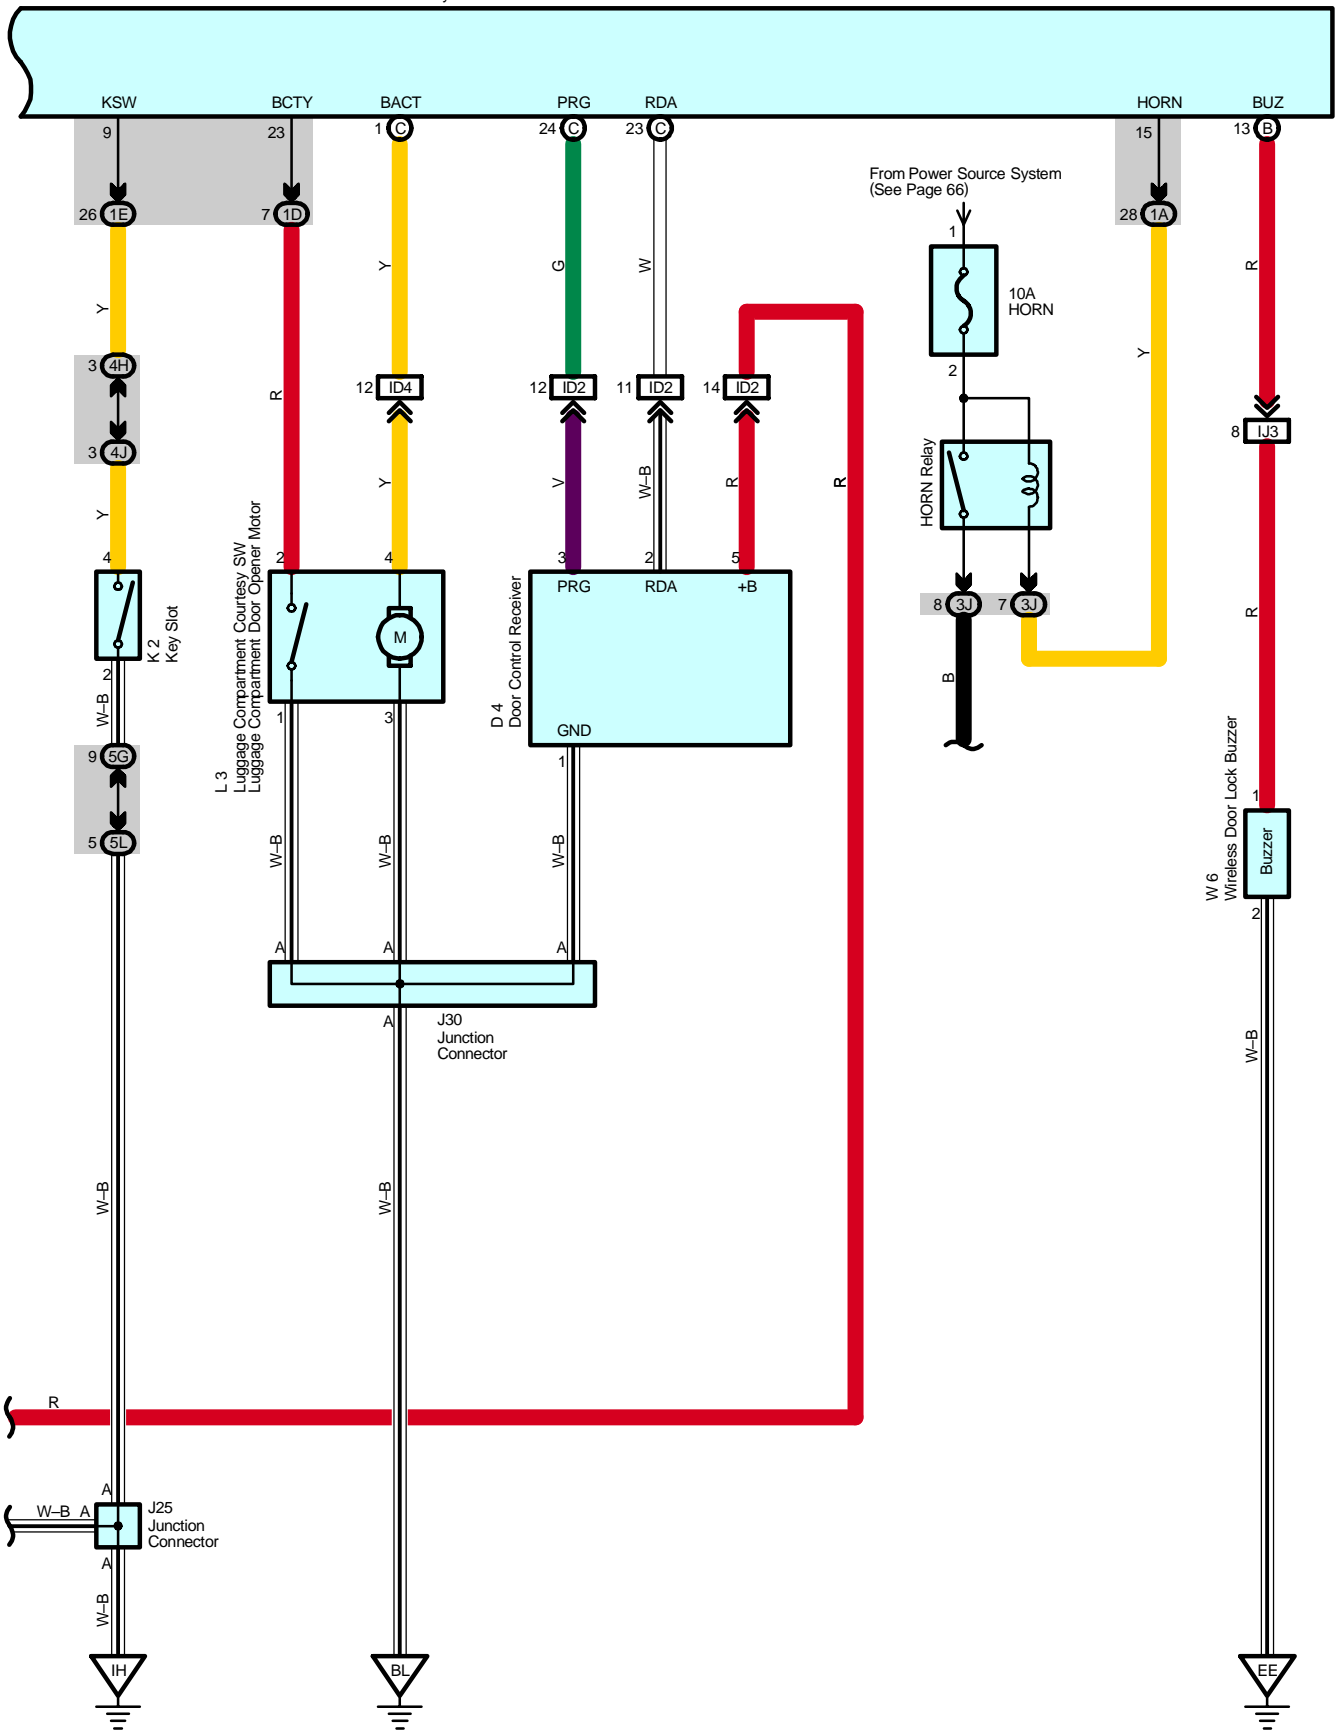 KSW
BCTY
BACT
PRG
RDA
HORN
BUZ
9
23
1 C
24 C
23 C
15
13 B
26 1E
7 1D
28 1A
From Power Source System
(See Page 66)
1
10A
HORN
2
Y
R
Y
G
W
R
Y
R
3 4H
3 4J
12 ID4
12 ID2
11 ID2
14 ID2
8 IJ3
Y
Y
V
W–B
R
R
HORN Relay
4
2
4
3
2
5
PRG
RDA
+B
GND
M
K 2
Key Slot
2
W–B
L 3
Luggage Compartment Courtesy SW
Luggage Compartment Door Opener Motor
1
3
D 4
Door Control Receiver
1
8 3J
7 3J
B
R
9 5G
5 5L
W–B
W–B
W–B
1
Buzzer
W 6
Wireless Door Lock Buzzer
2
A
A
A
A
J30
Junction
Connector
W–B
W–B
W–B
R
A
W–B A
J25
Junction
Connector
A
W–B
IH
BL
EE